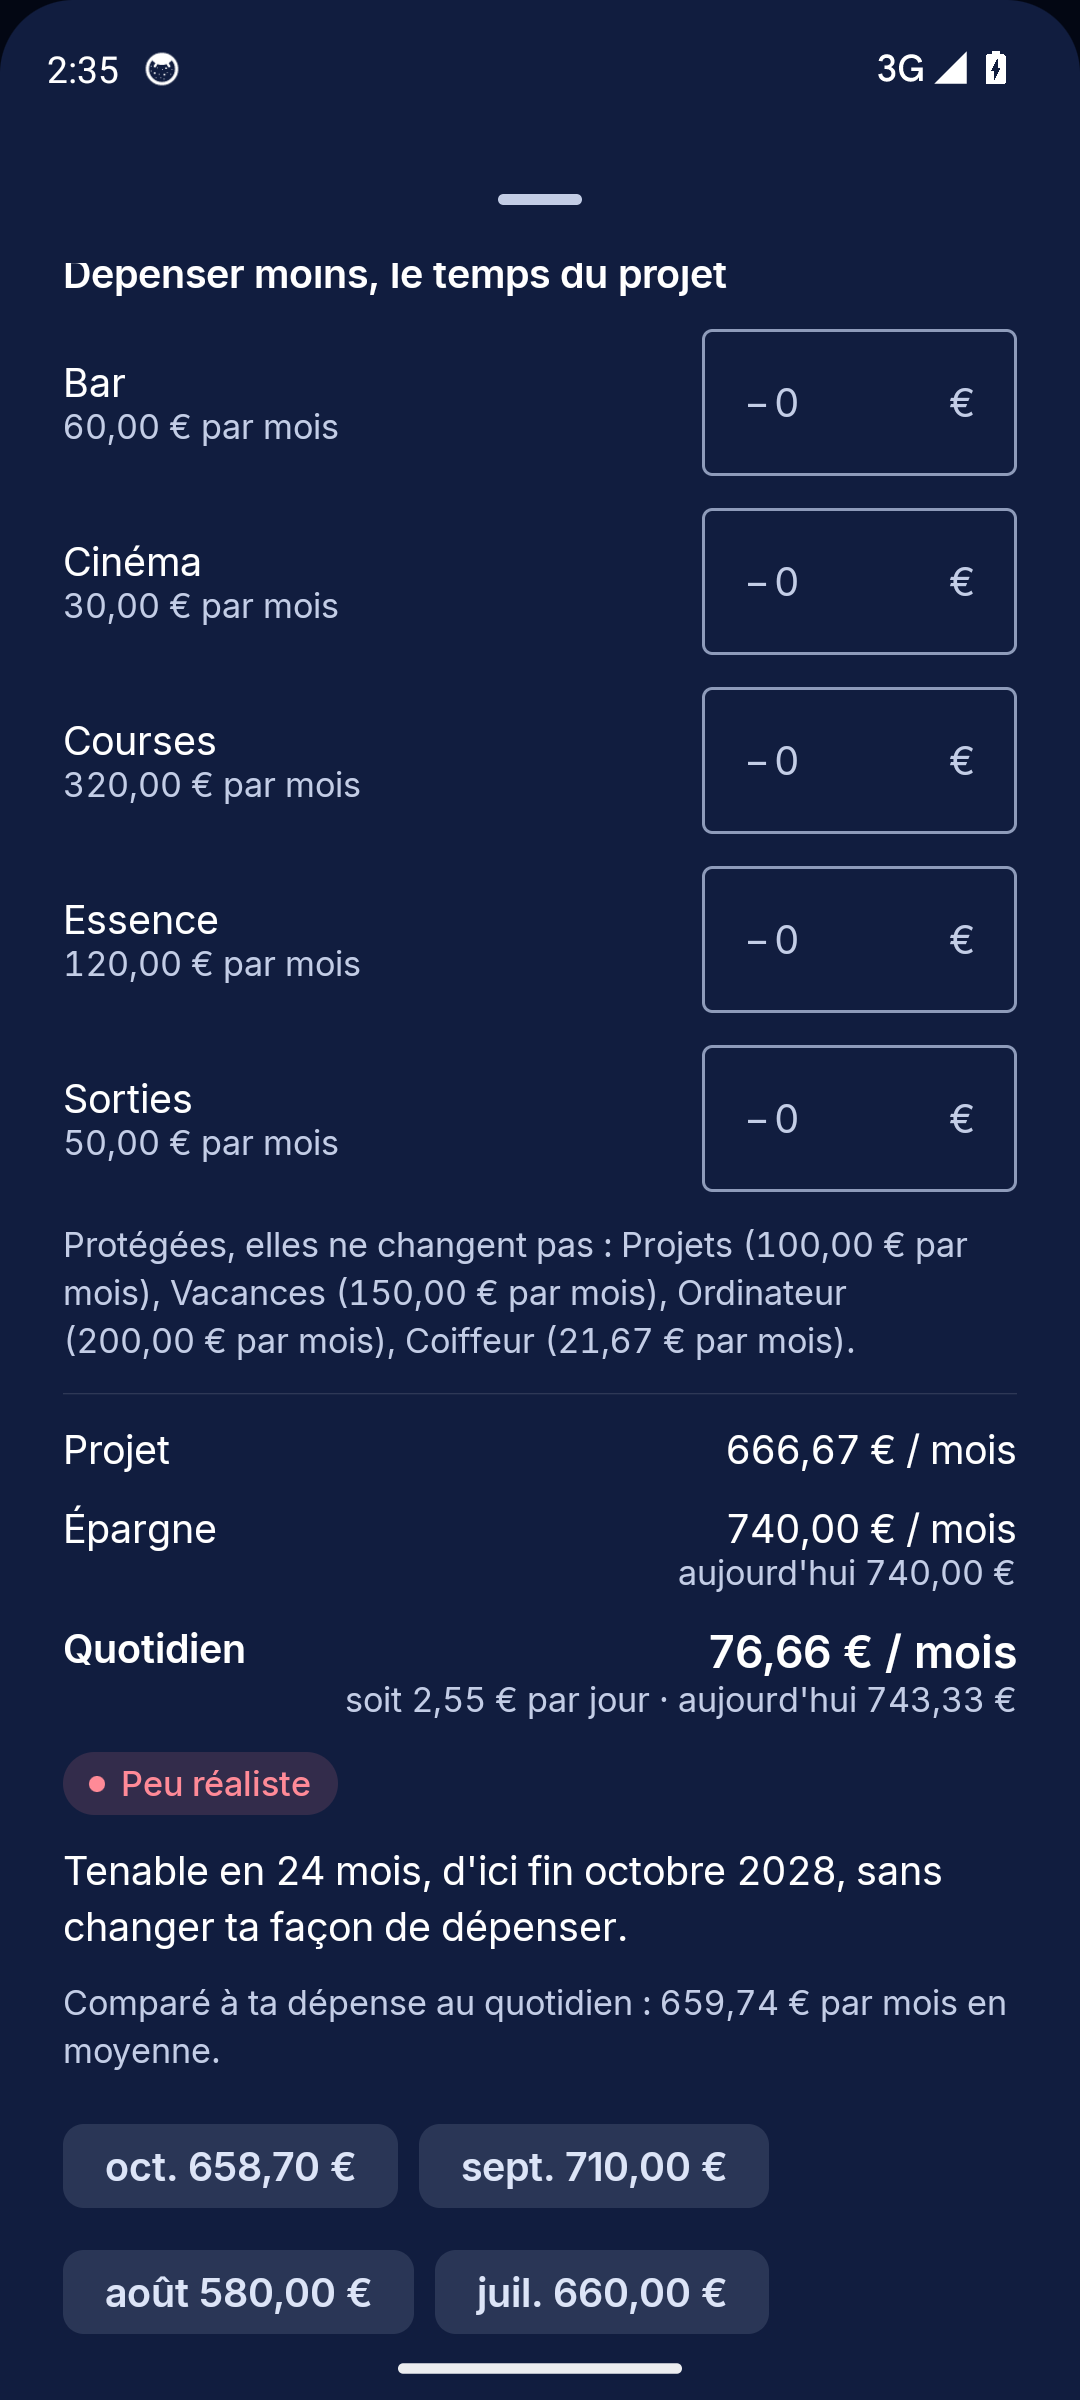 2:35
3G
Dépenser moins, le temps du projet
Bar
60,00 € par mois
– 0 €
Cinéma
30,00 € par mois
– 0 €
Courses
320,00 € par mois
– 0 €
Essence
120,00 € par mois
– 0 €
Sorties
50,00 € par mois
– 0 €
Protégées, elles ne changent pas : Projets (100,00 € par
mois), Vacances (150,00 € par mois), Ordinateur
(200,00 € par mois), Coiffeur (21,67 € par mois).
Projet 666,67 € / mois
Épargne 740,00 € / mois
aujourd'hui 740,00 €
Quotidien 76,66 € / mois
soit 2,55 € par jour · aujourd'hui 743,33 €
Peu réaliste
Tenable en 24 mois, d'ici fin octobre 2028, sans
changer ta façon de dépenser.
Comparé à ta dépense au quotidien : 659,74 € par mois en
moyenne.
oct. 658,70 € sept. 710,00 €
août 580,00 € juil. 660,00 €